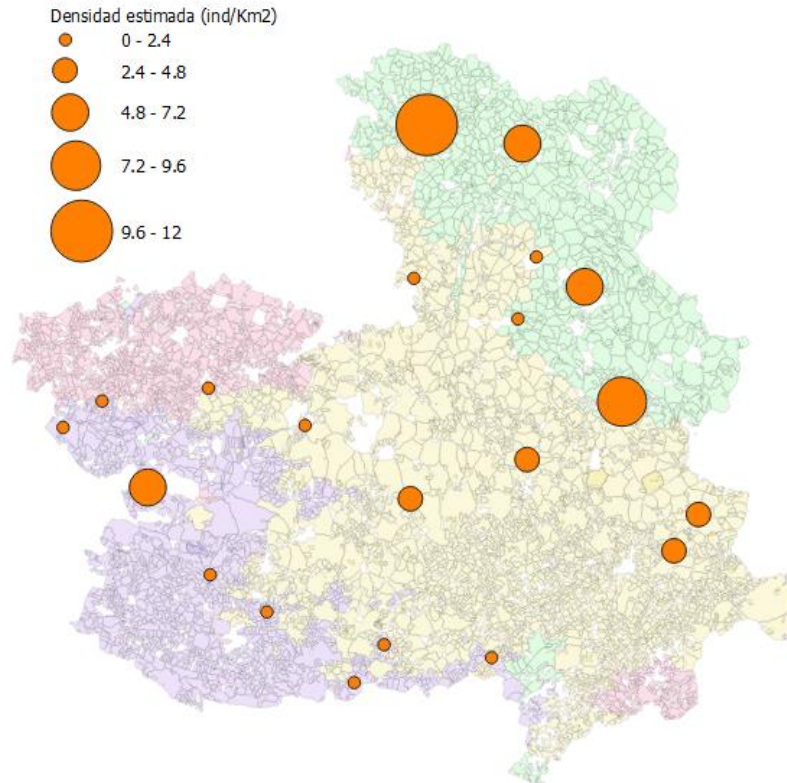 Densidad estimada (ind/Km2)
0 - 2.4
2.4 - 4.8
4.8 - 7.2
7.2 - 9.6
9.6 - 12